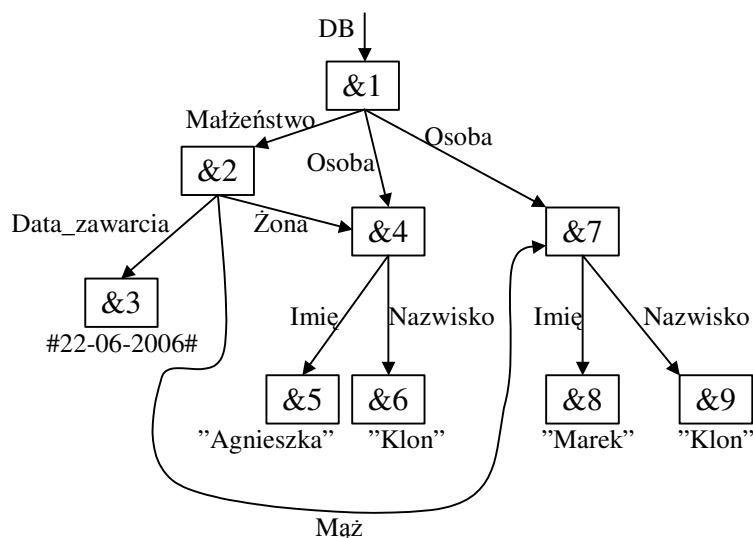 DB
&1
Małżeństwo
Osoba
Osoba
&2
Data_zawarcia
Żona
&4
&7
&3
#22-06-2006#
Imię
Nazwisko
Imię
Nazwisko
&5
&6
&8
&9
"Agnieszka"
"Klon"
"Marek"
"Klon"
Mąż